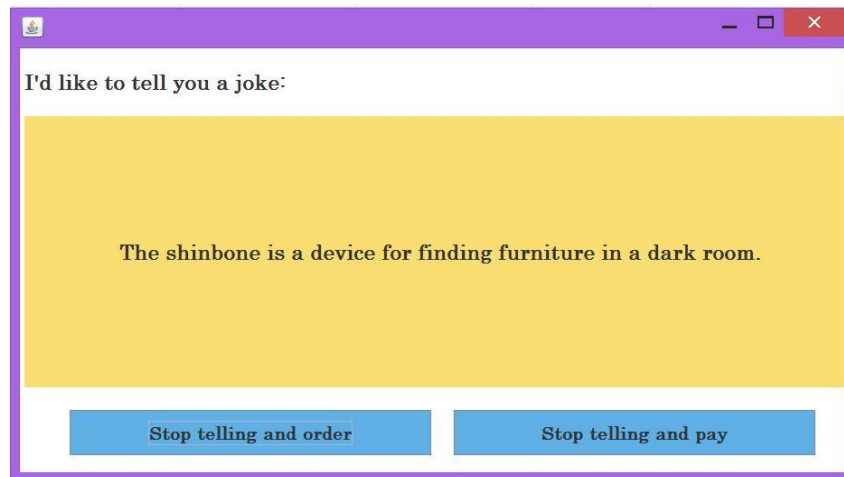 I'd like to tell you a joke:
The shinbone is a device for finding furniture in a dark room.
Stop telling and order
Stop telling and pay